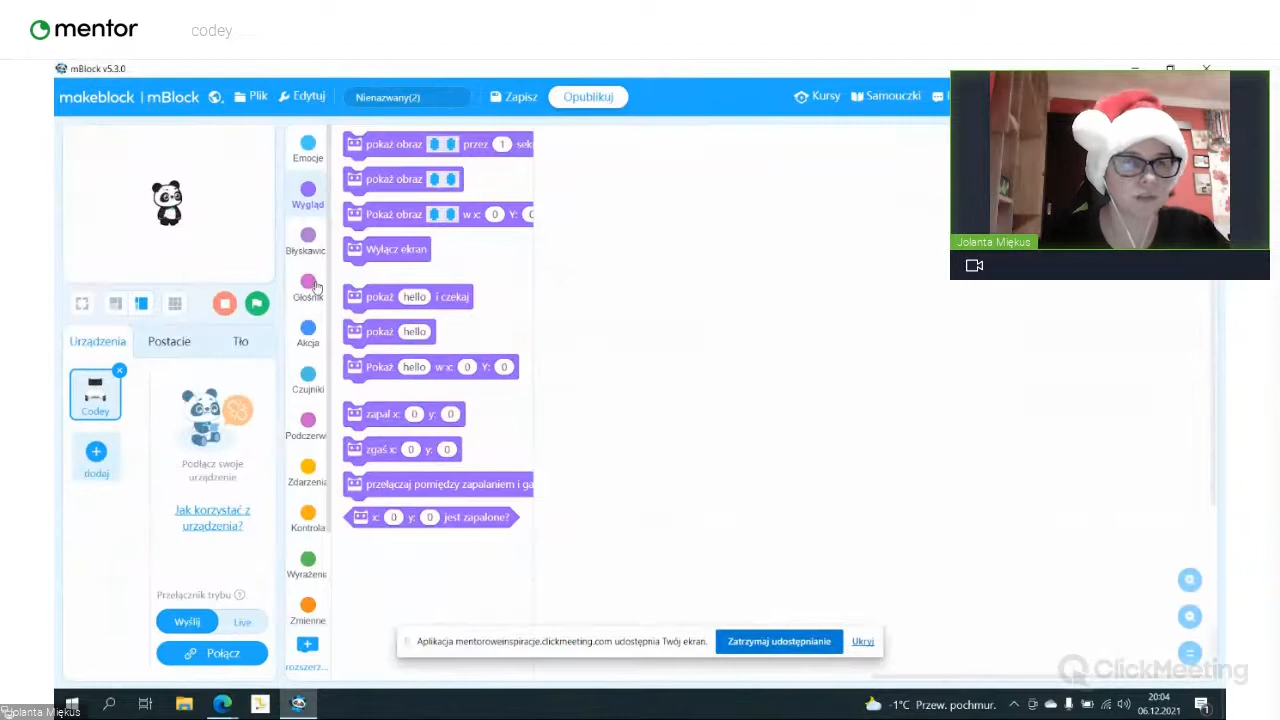 mentor
codey
mBlock v5.3.0
makeblock | mBlock
Plik
Edytuj
Nienazwany(2)
Zapisz
Opublikuj
Kursy
Samouczki
Jolanta Miękus
Emocje
Wygląd
Błyskawic
Głośnik
Akcja
Czujniki
Podczerw
Zdarzenia
Kontrola
Wyrażenia
Zmienne
rozszerz...
pokaż obraz przez 1 sek
pokaż obraz
Pokaż obraz w x: 0 Y: 0
Wyłącz ekran
pokaż hello i czekaj
pokaż hello
Pokaż hello w x: 0 Y: 0
zapal x: 0 y: 0
zgaś x: 0 y: 0
przełączaj pomiędzy zapalaniem i ga
x: 0 y: 0 jest zapalone?
Urządzenia
Postacie
Tło
Codey
dodaj
Podłącz swoje
urządzenie
Jak korzystać z
urządzenia?
Przełącznik trybu
Wyślij
Live
Połącz
Aplikacja mentoroweinspiracje.clickmeeting.com udostępnia Twój ekran.
Zatrzymaj udostępnianie
Ukryj
ClickMeeting
Jolanta Miękus
-1°C Przew. pochmur.
20:04
06.12.2021
1